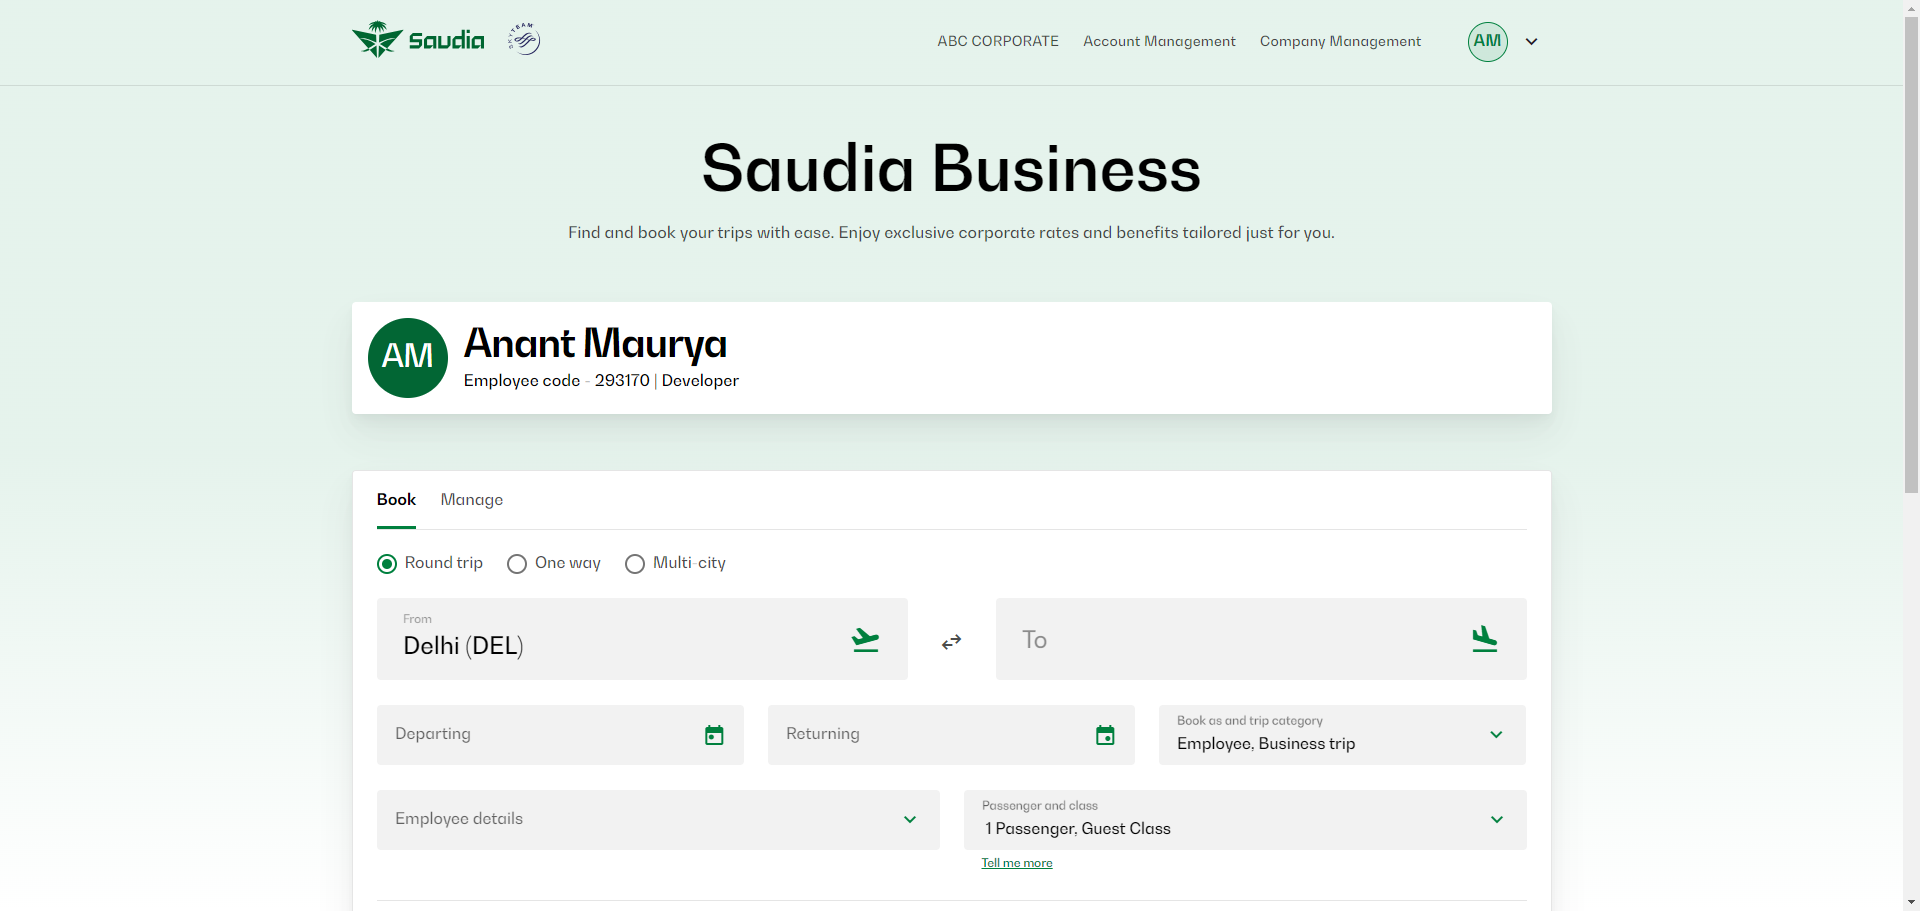 Saudia
SKYTEAM
ABC CORPORATE
Account Management
Company Management
AM
Saudia Business
Find and book your trips with ease. Enjoy exclusive corporate rates and benefits tailored just for you.
AM
Anant Maurya
Employee code - 293170 | Developer
Book
Manage
Round trip
One way
Multi-city
From
Delhi (DEL)
To
Departing
Returning
Book as and trip category
Employee, Business trip
Employee details
Passenger and class
1 Passenger, Guest Class
Tell me more